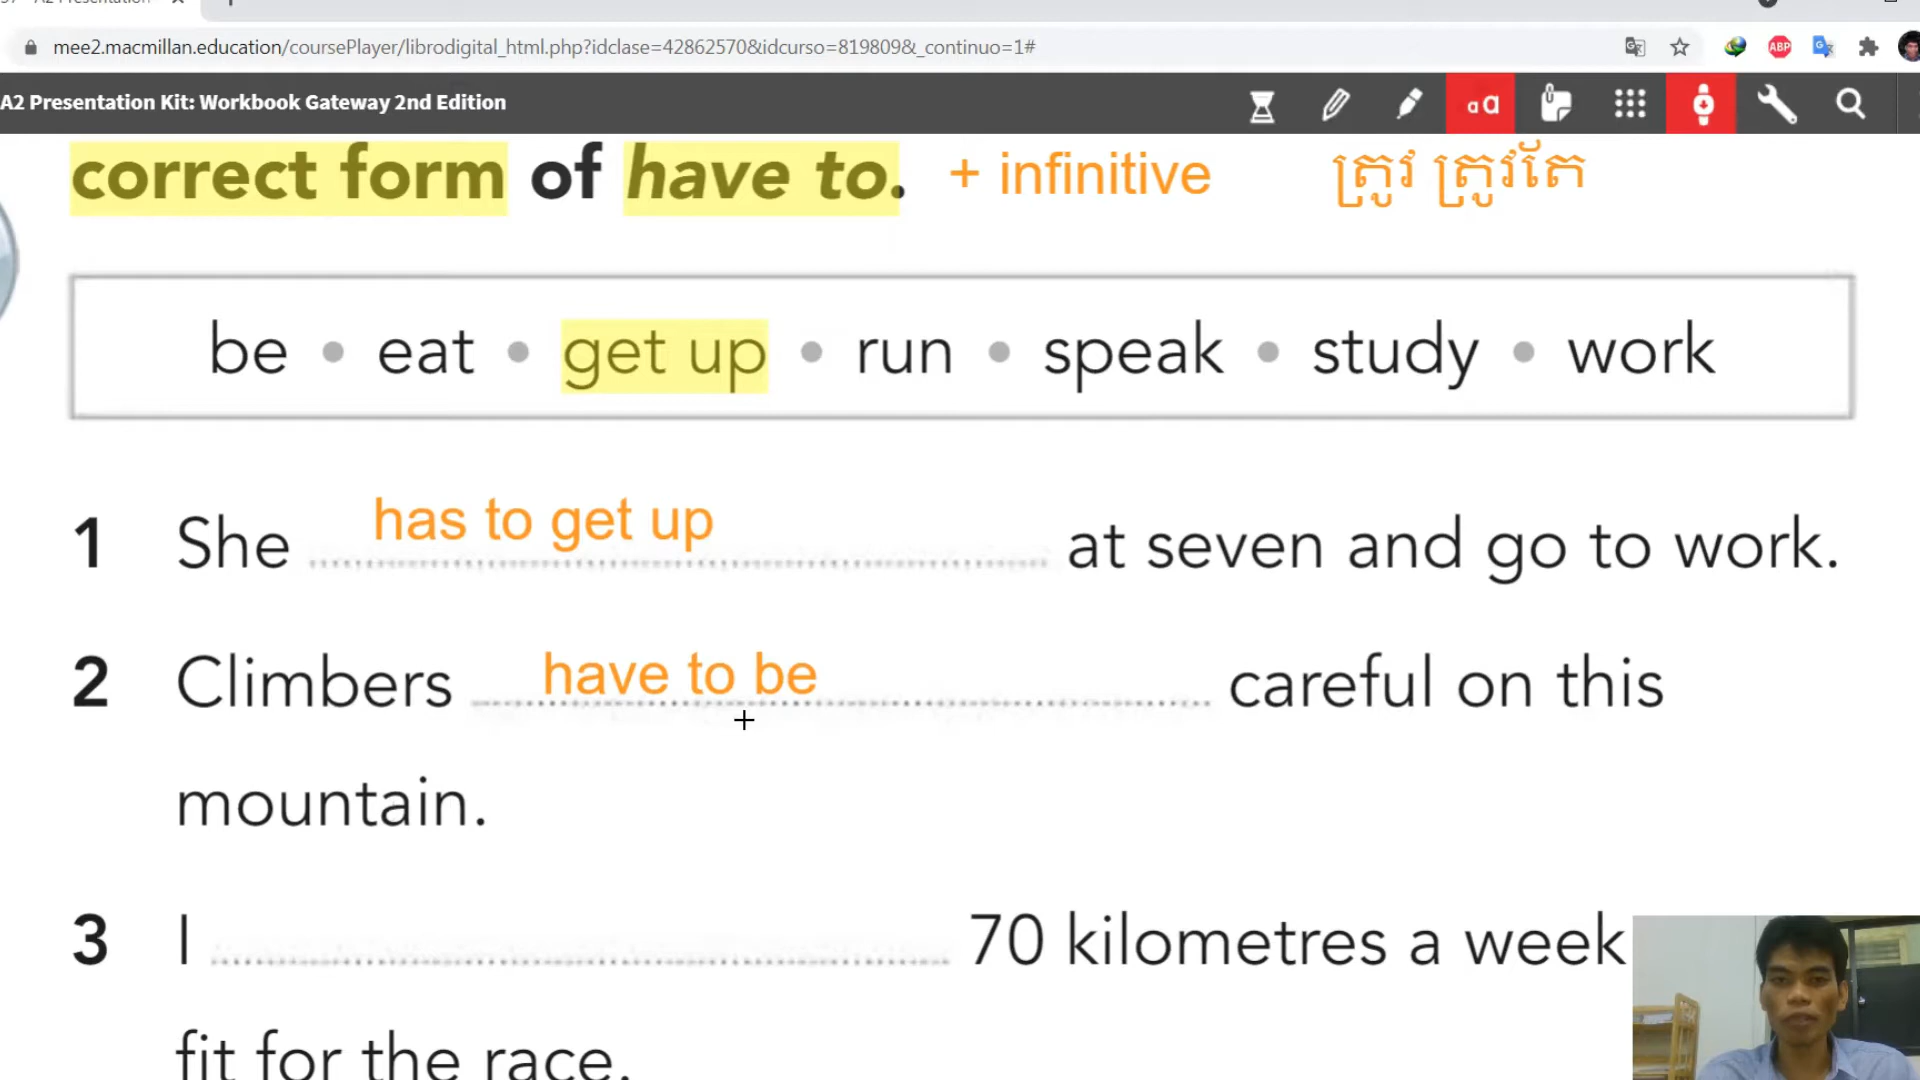 mee2.macmillan.education/coursePlayer/librodigital_html.php?idclase=42862570&idcurso=819809&_continuo=1#
ABP
A2 Presentation Kit: Workbook Gateway 2nd Edition
aa
correct form of have to. + infinitive ត្រូវ ត្រូវតែ
be • eat • get up • run • speak • study • work
1 She has to get up at seven and go to work.
2 Climbers have to be careful on this
mountain.
3 I 70 kilometres a week
fit for the race.